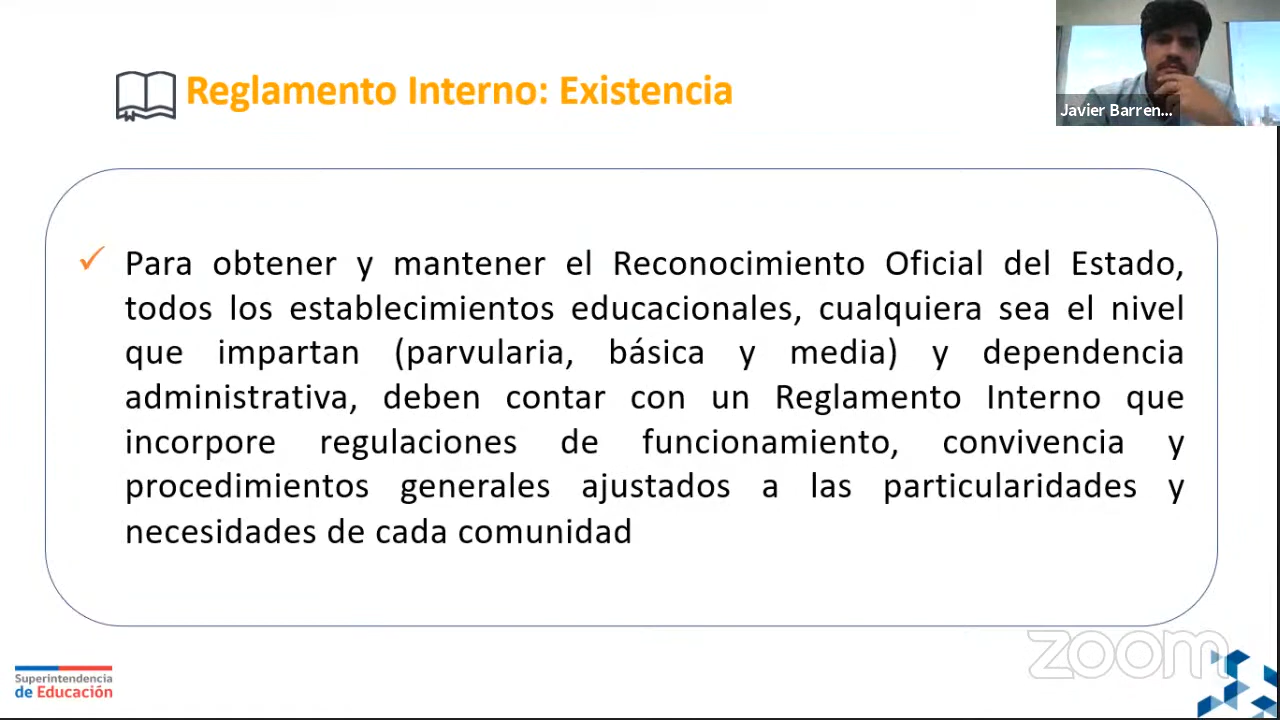 Reglamento Interno: Existencia
Javier Barren...
✓ Para obtener y mantener el Reconocimiento Oficial del Estado,
todos los establecimientos educacionales, cualquiera sea el nivel
que impartan (parvularia, básica y media) y dependencia
administrativa, deben contar con un Reglamento Interno que
incorpore regulaciones de funcionamiento, convivencia y
procedimientos generales ajustados a las particularidades y
necesidades de cada comunidad
zoom
Superintendencia
de Educación